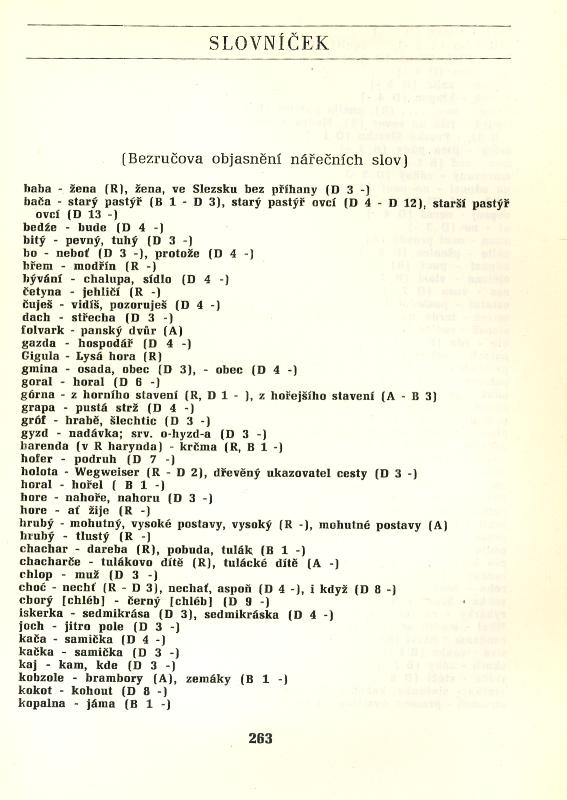 SLOVNÍČEK
(Bezručova objasnění nářečních slov)
baba - žena (R), žena, ve Slezsku bez příhany (D 3 -)
bača - starý pastýř (B 1 - D 3), starý pastýř ovcí (D 4 - D 12), starší pastýř
ovcí (D 13 -)
bedže - bude (D 4 -)
bitý - pevný, tuhý (D 3 -)
bo - neboť (D 3 -), protože (D 4 -)
břem - modřín (R -)
bývání - chalupa, sídlo (D 4 -)
četyna - jehličí (R -)
čuješ - vidíš, pozoruješ (D 4 -)
dach - střecha (D 3 -)
folvark - panský dvůr (A)
gazda - hospodář (D 4 -)
Gigula - Lysá hora (R)
gmina - osada, obec (D 3), - obec (D 4 -)
goral - horal (D 6 -)
górna - z horního stavení (R, D 1 - ), z hořejšího stavení (A - B 3)
grapa - pustá strž (D 4 -)
gróf - hrabě, šlechtic (D 3 -)
gyzd - nadávka; srv. o-hyzd-a (D 3 -)
harenda (v R harynda) - krčma (R, B 1 -)
hofer - podruh (D 7 -)
holota - Wegweiser (R - D 2), dřevěný ukazovatel cesty (D 3 -)
horal - hořel ( B 1 -)
hore - nahoře, nahoru (D 3 -)
hore - ať žije (R -)
hrubý - mohutný, vysoké postavy, vysoký (R -), mohutné postavy (A)
hrubý - tlustý (R -)
chachar - dareba (R), pobuda, tulák (B 1 -)
chacharče - tulákovo dítě (R), tulácké dítě (A -)
chlop - muž (D 3 -)
choć - nechť (R - D 3), nechať, aspoň (D 4 -), i když (D 8 -)
chorý [chléb] - černý [chléb] (D 9 -)
iskerka - sedmikrása (D 3), sedmikráska (D 4 -)
joch - jitro pole (D 3 -)
kača - samička (D 4 -)
kačka - samička (D 3 -)
kaj - kam, kde (D 3 -)
kobzole - brambory (A), zemáky (B 1 -)
kokot - kohout (D 8 -)
kopalna - jáma (B 1 -)
263